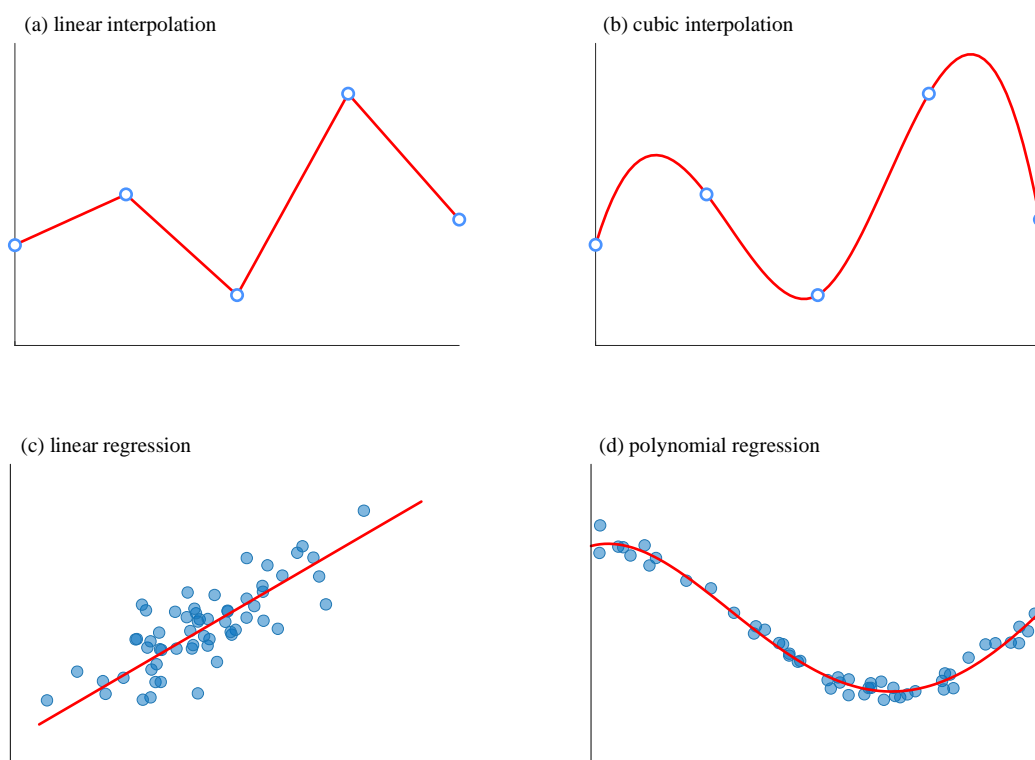 (a) linear interpolation
(b) cubic interpolation
(c) linear regression
(d) polynomial regression